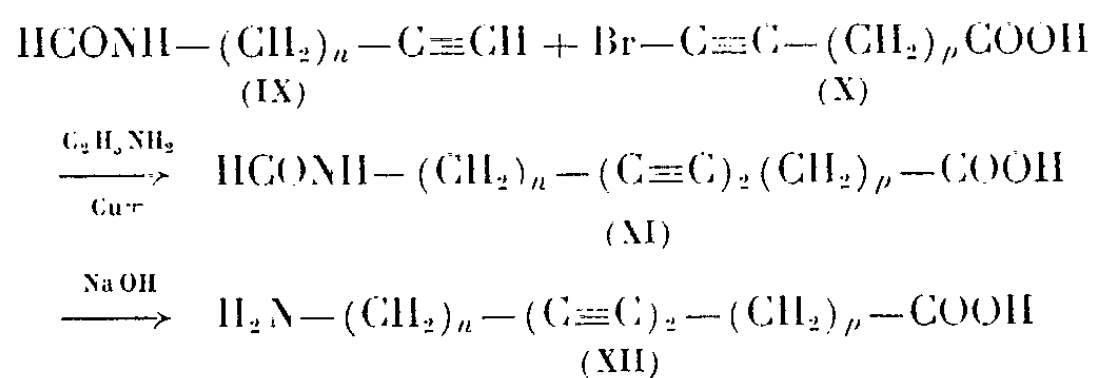 HCONH—(CH₂)ₙ—C≡CH + Br—C≡C—(CH₂)ₚCOOH
(IX) (X)
C₂H₅NH₂
⟶ HCONH—(CH₂)ₙ—(C≡C)₂(CH₂)ₚ—COOH
Cu+
(XI)
NaOH
⟶ H₂N—(CH₂)ₙ—(C≡C)₂—(CH₂)ₚ—COOH
(XII)